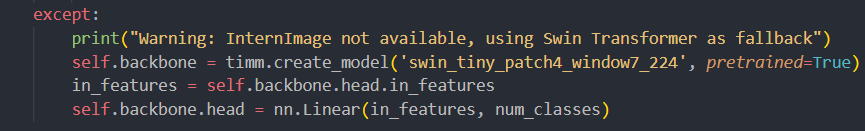 except:
print("Warning: InternImage not available, using Swin Transformer as fallback")
self.backbone = timm.create_model('swin_tiny_patch4_window7_224', pretrained=True)
in_features = self.backbone.head.in_features
self.backbone.head = nn.Linear(in_features, num_classes)